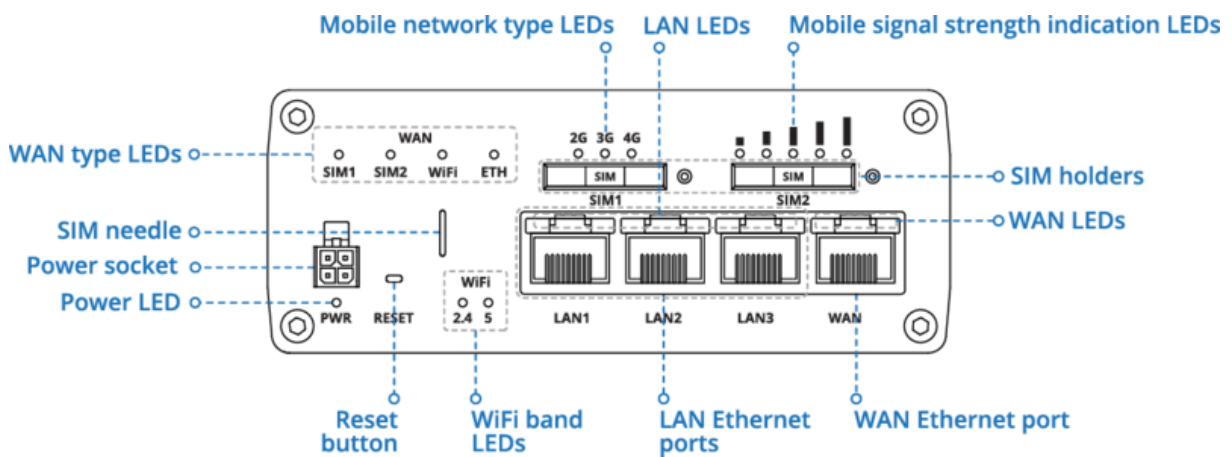 Mobile network type LEDs
LAN LEDs
Mobile signal strength indication LEDs
WAN
2G 3G 4G
WAN type LEDs
SIM1 SIM2 WiFi ETH
SIM
SIM
SIM holders
SIM1
SIM2
WAN LEDs
SIM needle
Power socket
WiFi
Power LED
PWR
RESET
2.4 5
LAN1
LAN2
LAN3
WAN
Reset
button
WiFi band
LEDs
LAN Ethernet
ports
WAN Ethernet port